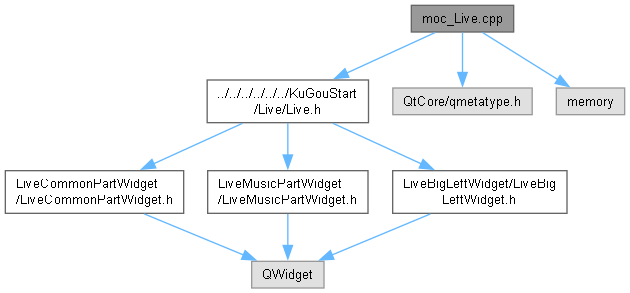 moc_Live.cpp
../../../../../../KuGouStart
/Live/Live.h
QtCore/qmetatype.h
memory
LiveCommonPartWidget
/LiveCommonPartWidget.h
LiveMusicPartWidget
/LiveMusicPartWidget.h
LiveBigLeftWidget/LiveBig
LeftWidget.h
QWidget